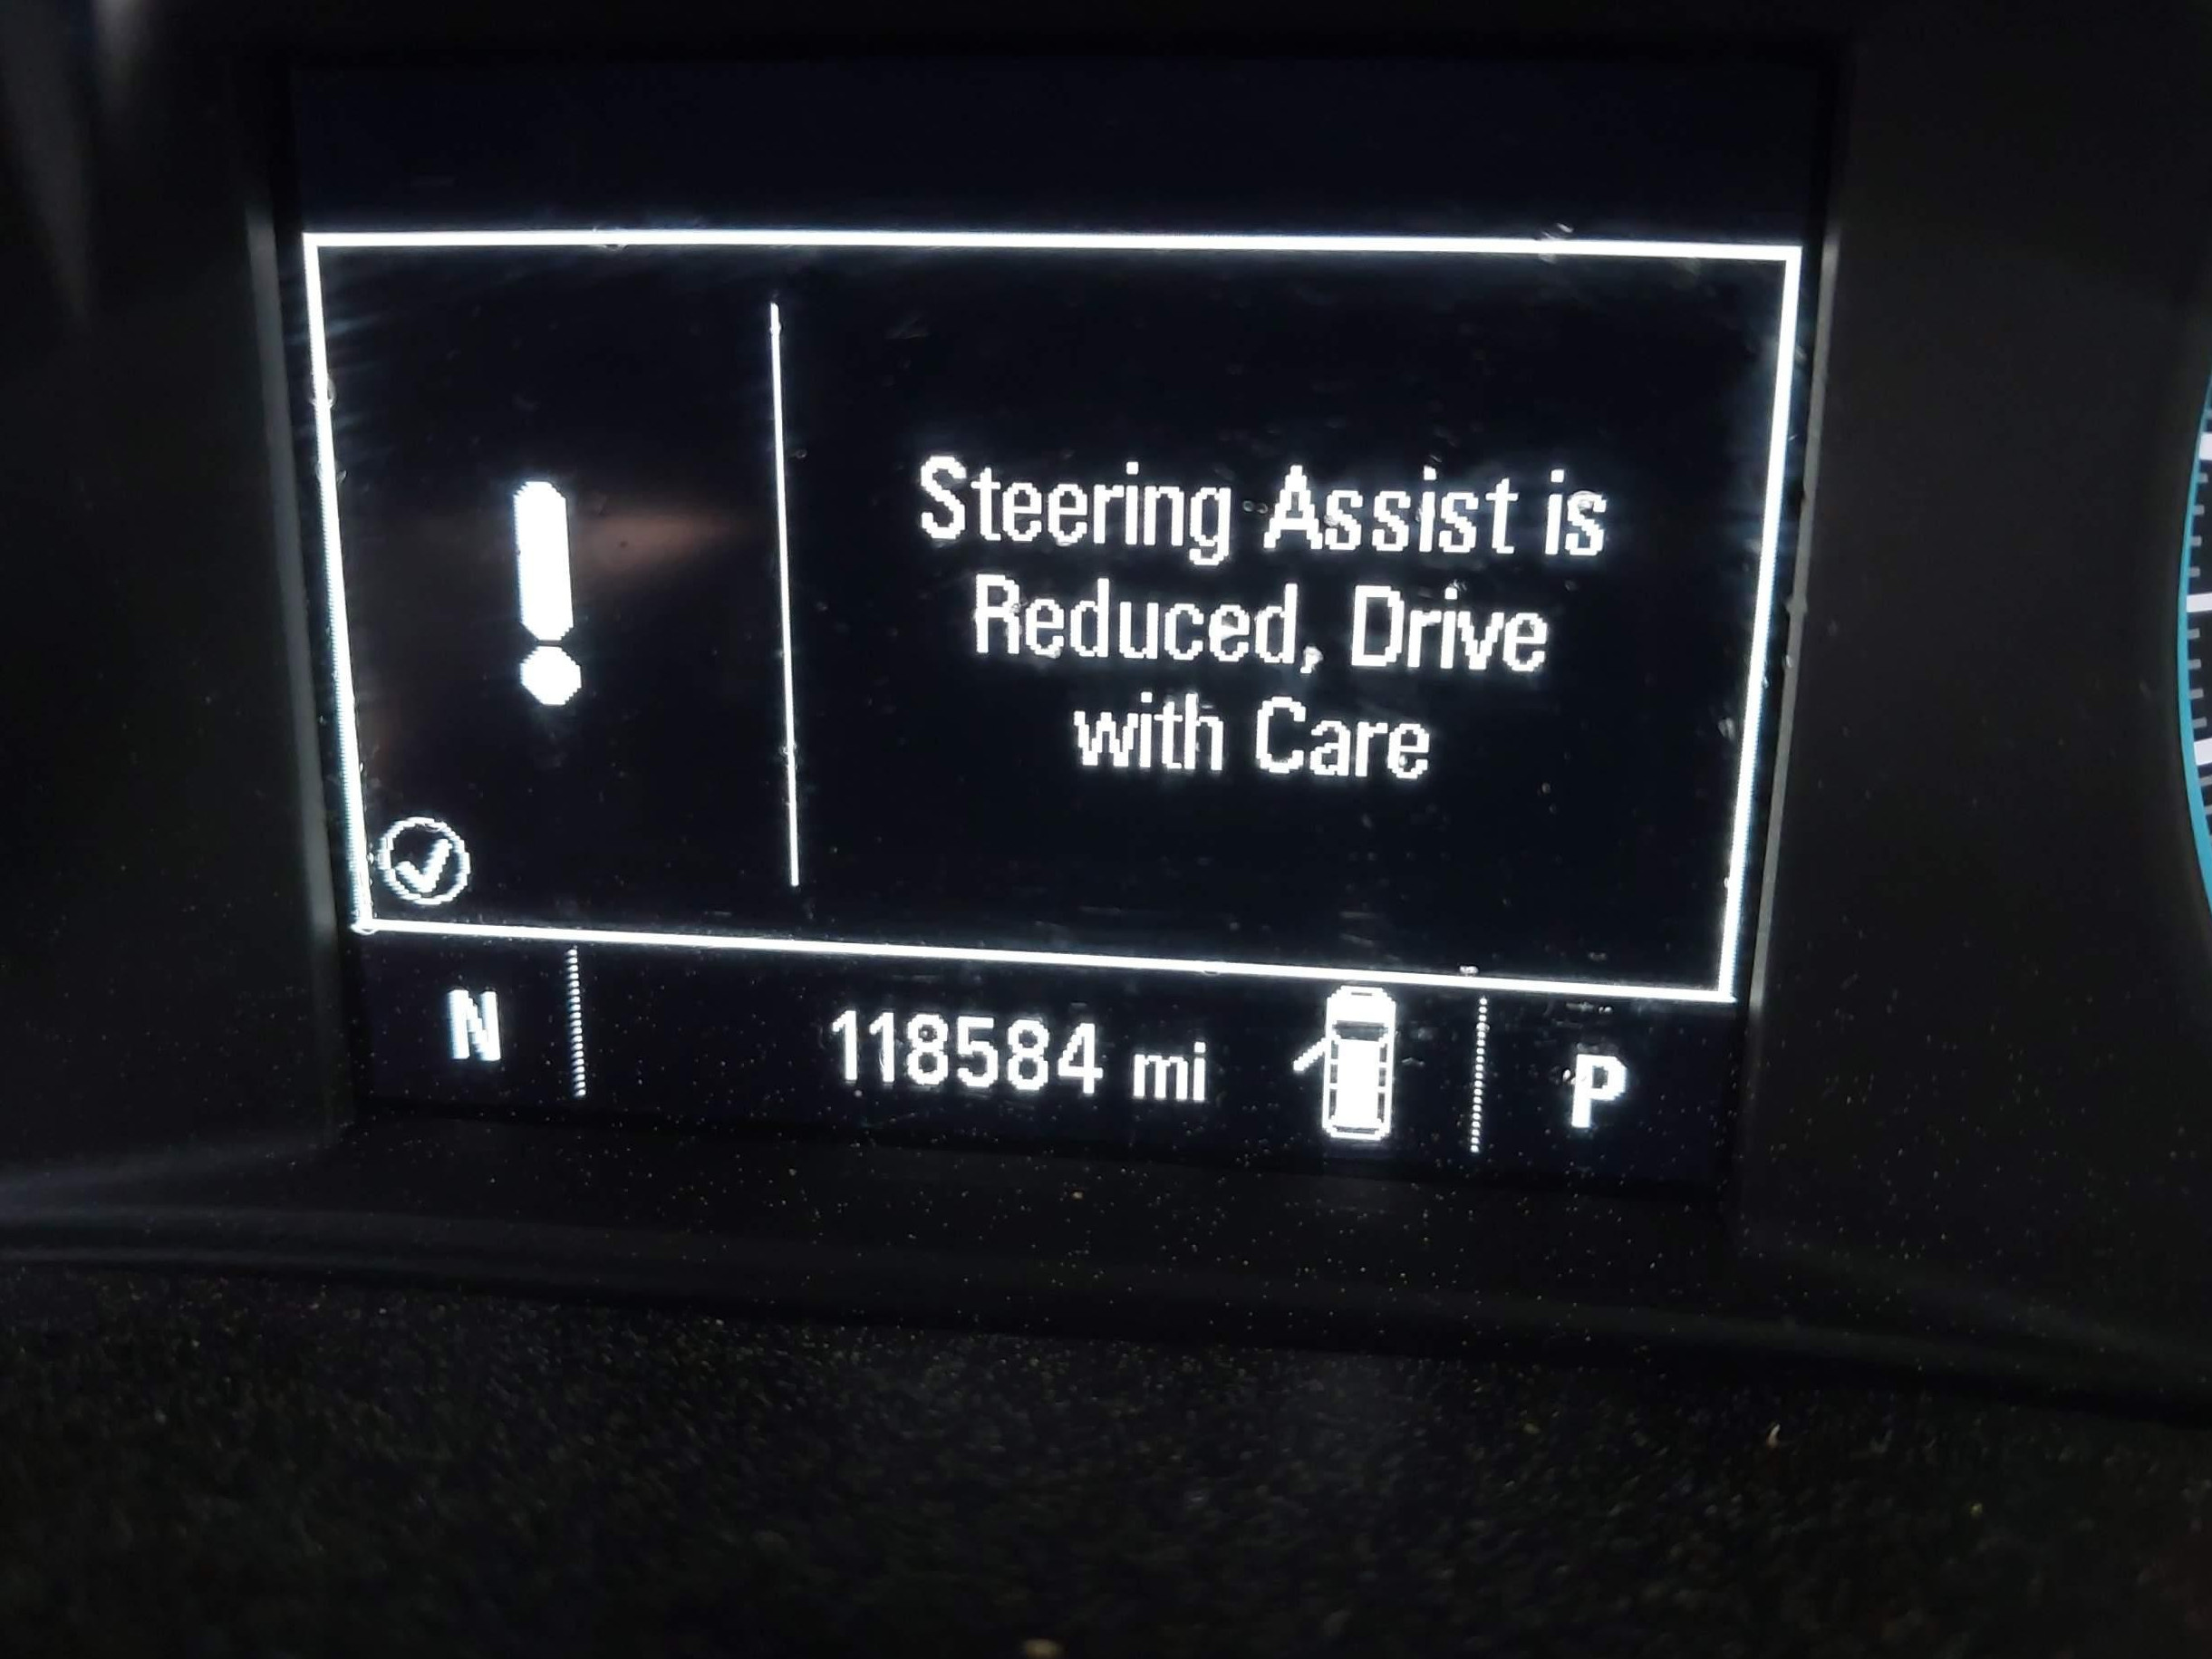 Steering Assist is
Reduced, Drive
with Care
N 118584 mi P